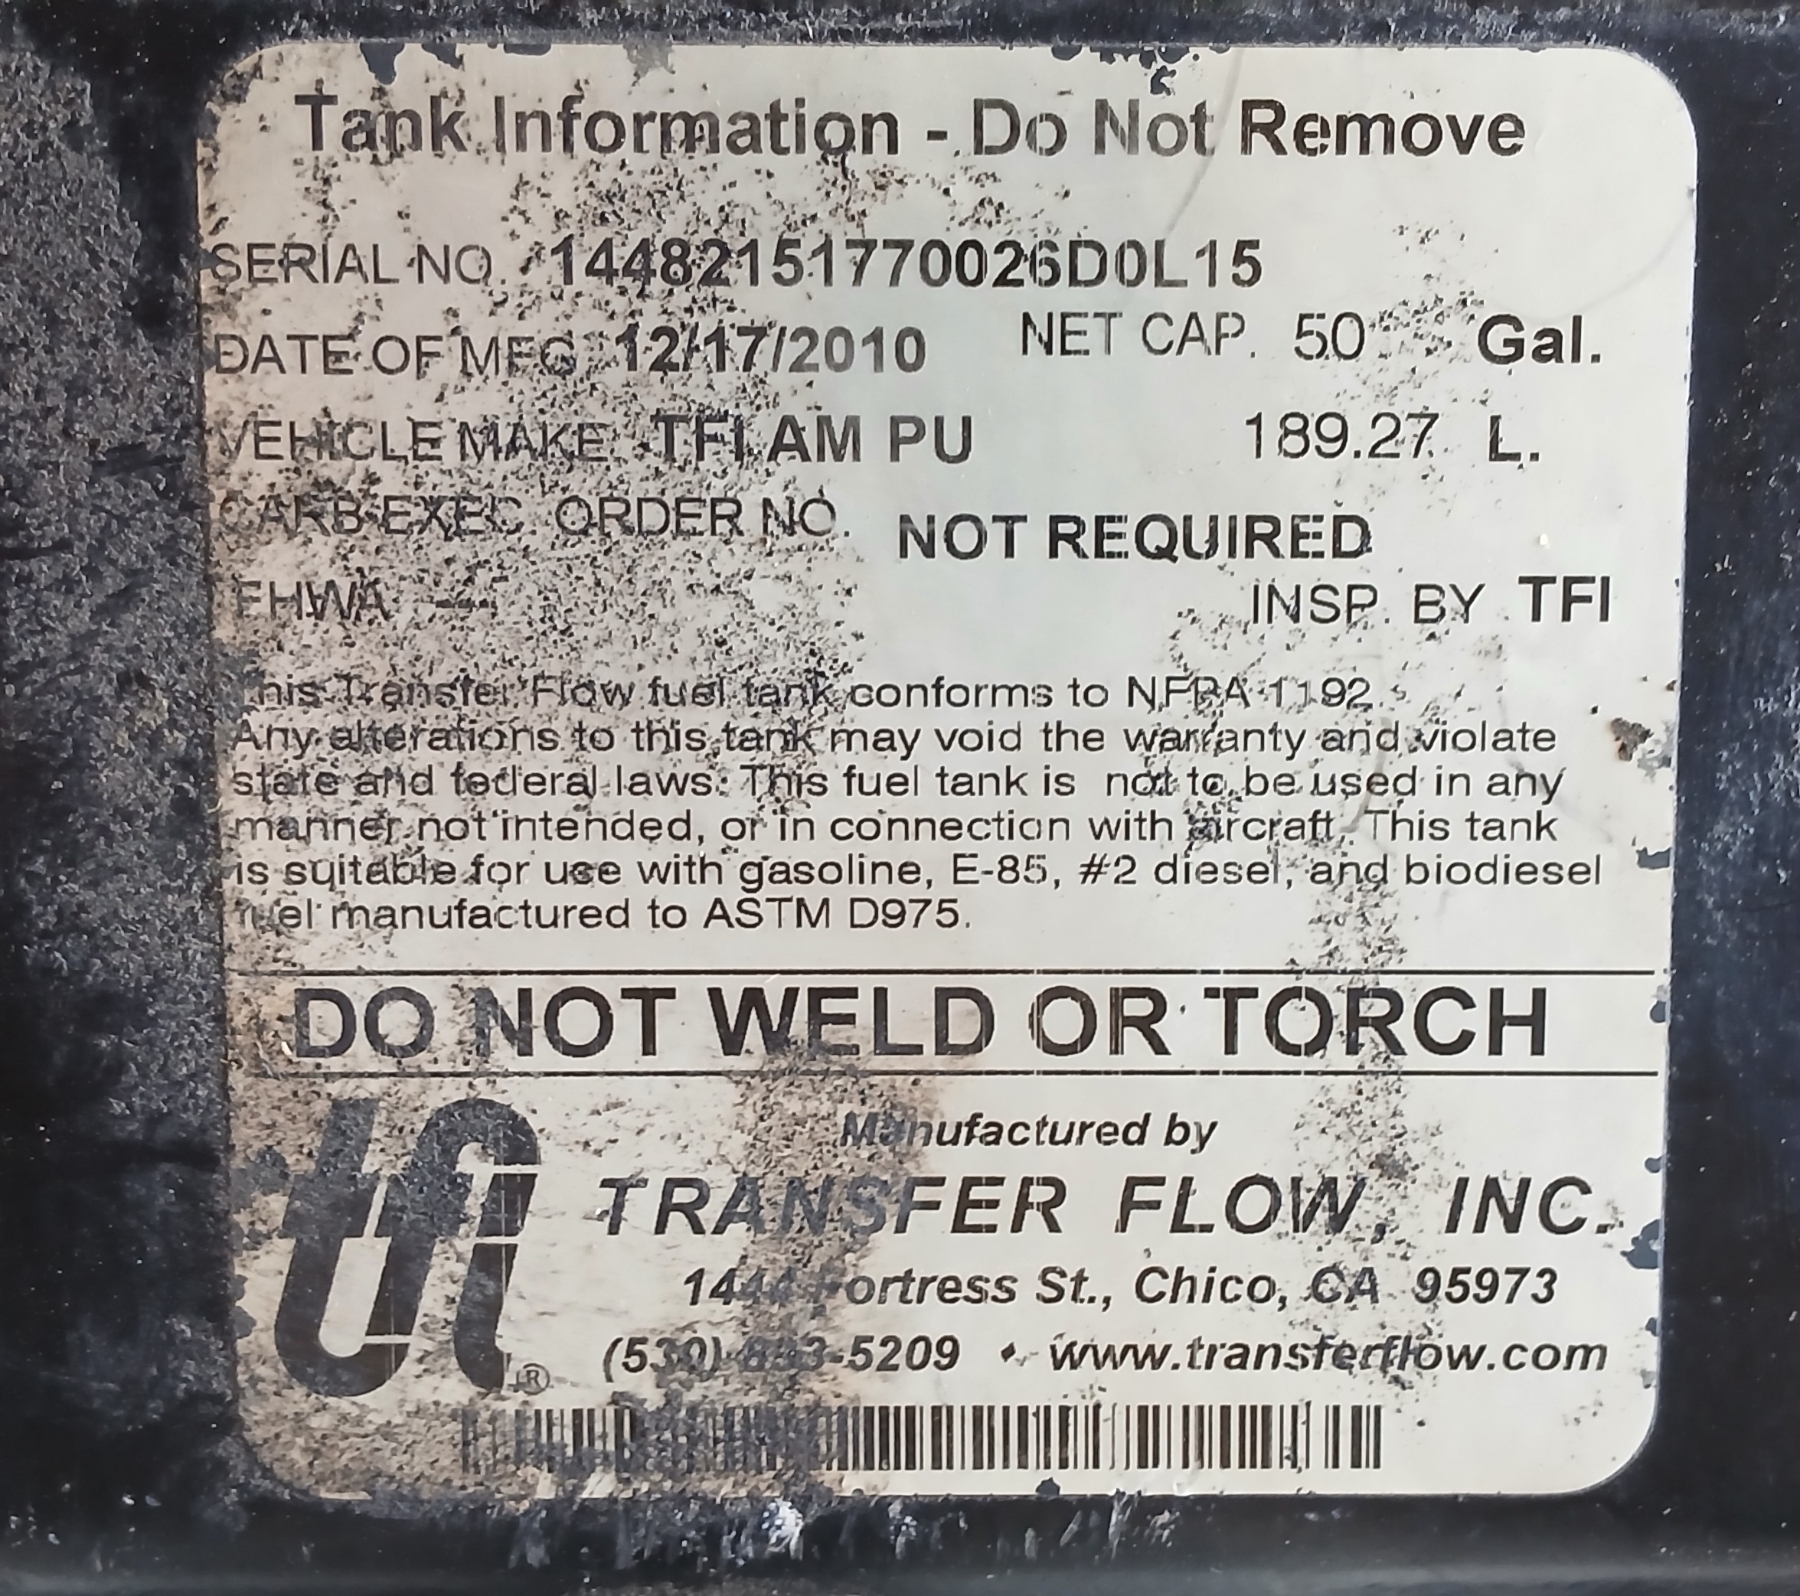 Tank Information - Do Not Remove
SERIAL NO. 14482151770026D0L15
DATE OF MFG 12/17/2010 NET CAP. 50 Gal.
VEHICLE MAKE TFI AM PU 189.27 L.
CARB EXEC. ORDER NO. NOT REQUIRED
FHWA INSP. BY TFI
This Transfer Flow fuel tank conforms to NFPA 1192.
Any alterations to this tank may void the warranty and violate
state and federal laws. This fuel tank is not to be used in any
manner not intended, or in connection with aircraft. This tank
is suitable for use with gasoline, E-85, #2 diesel, and biodiesel
fuel manufactured to ASTM D975.
DO NOT WELD OR TORCH
tfi ®
Manufactured by
TRANSFER FLOW, INC.
1444 Fortress St., Chico, CA 95973
(530) 893-5209 • www.transferflow.com